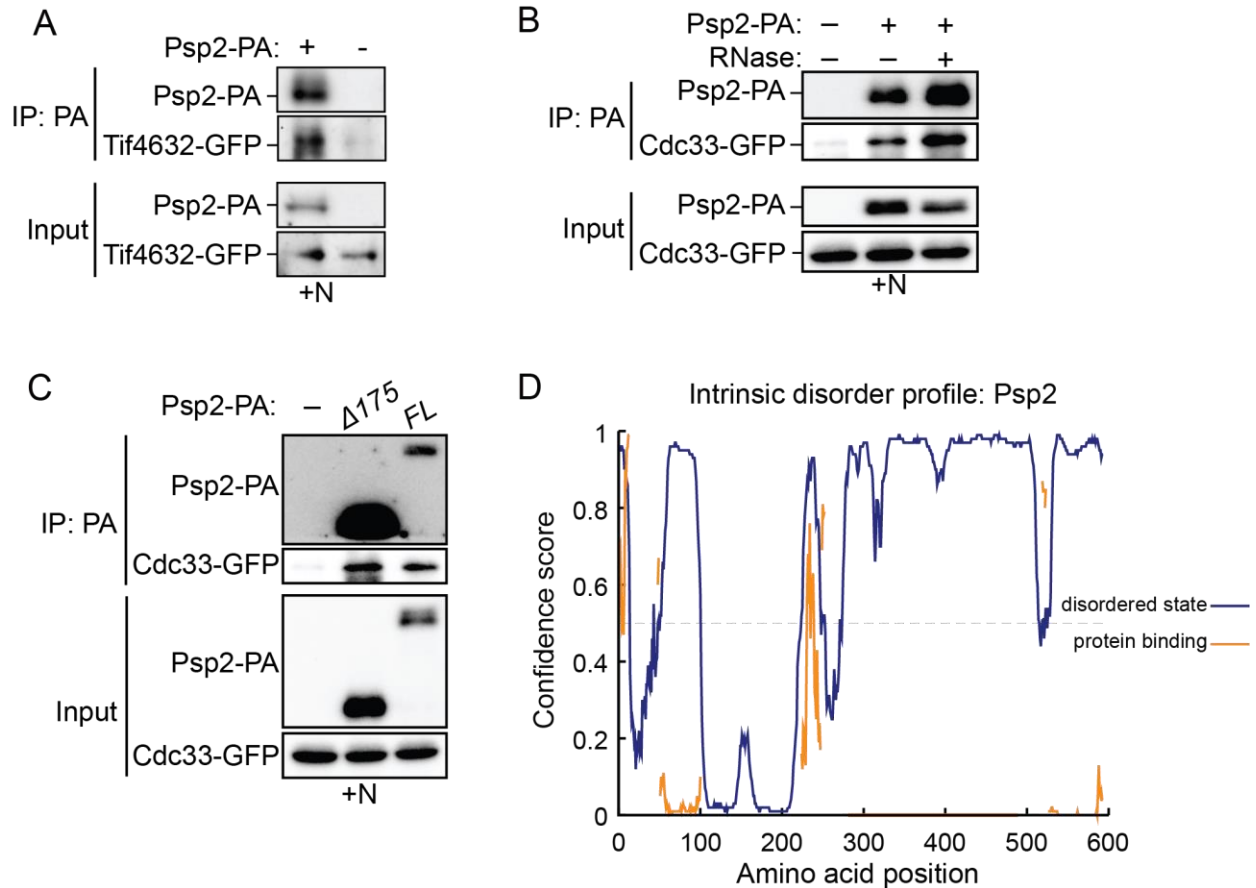 A
Psp2-PA: + -
IP: PA
Psp2-PA
Tif4632-GFP
Input
Psp2-PA
Tif4632-GFP
+N
B
Psp2-PA: – + +
RNase: – – +
IP: PA
Psp2-PA
Cdc33-GFP
Input
Psp2-PA
Cdc33-GFP
+N
C
Psp2-PA: – Δ175 FL
IP: PA
Psp2-PA
Cdc33-GFP
Input
Psp2-PA
Cdc33-GFP
+N
D
Intrinsic disorder profile: Psp2
Confidence score
1
0.8
0.6
0.4
0.2
0
0 100 200 300 400 500 600
Amino acid position
disordered state
protein binding